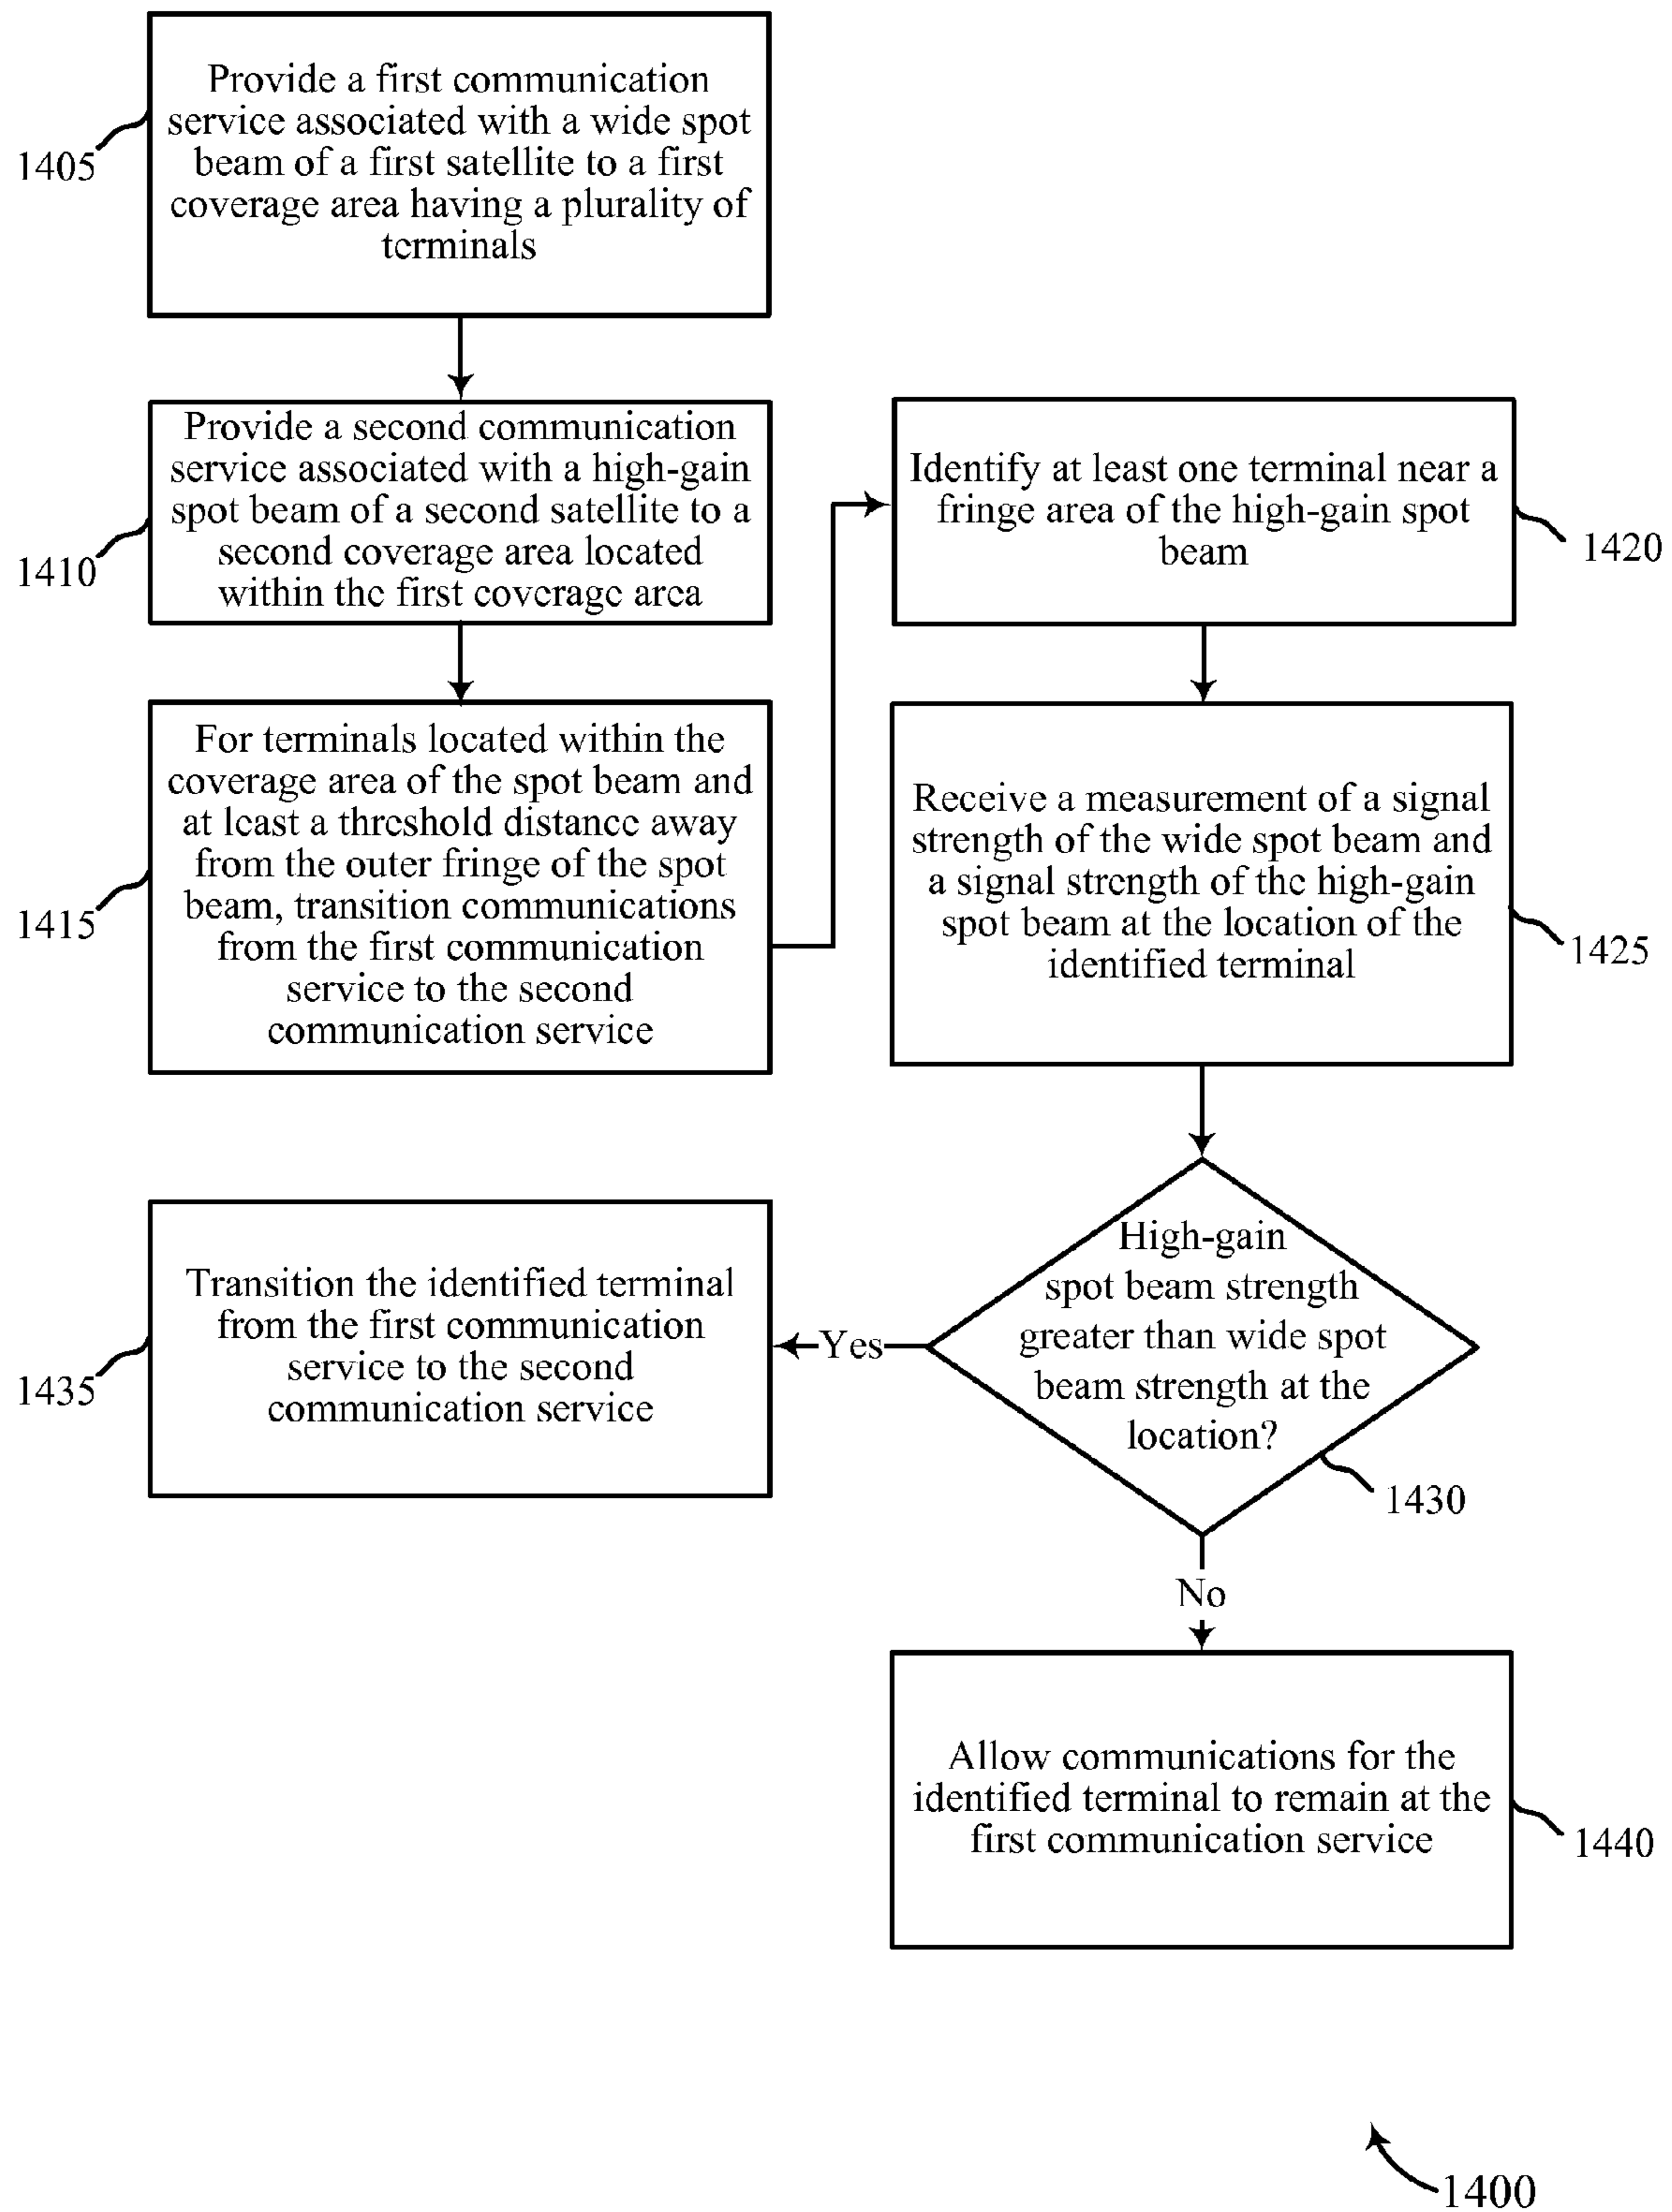 Provide a first communication
service associated with a wide spot
beam of a first satellite to a first
coverage area having a plurality of
terminals
1405
Provide a second communication
service associated with a high-gain
spot beam of a second satellite to a
second coverage area located
within the first coverage area
1410
For terminals located within the
coverage area of the spot beam and
at least a threshold distance away
from the outer fringe of the spot
beam, transition communications
from the first communication
service to the second
communication service
1415
Identify at least one terminal near a
fringe area of the high-gain spot
beam
1420
Receive a measurement of a signal
strength of the wide spot beam and
a signal strength of the high-gain
spot beam at the location of the
identified terminal
1425
High-gain
spot beam strength
greater than wide spot
beam strength at the
location?
1430
Yes
Transition the identified terminal
from the first communication
service to the second
communication service
1435
No
Allow communications for the
identified terminal to remain at the
first communication service
1440
1400